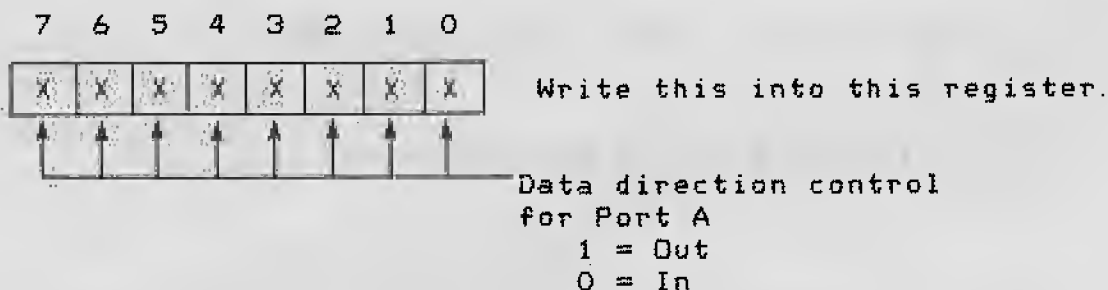 7 6 5 4 3 2 1 0
X X X X X X X X Write this into this register.
Data direction control
for Port A
1 = Out
0 = In